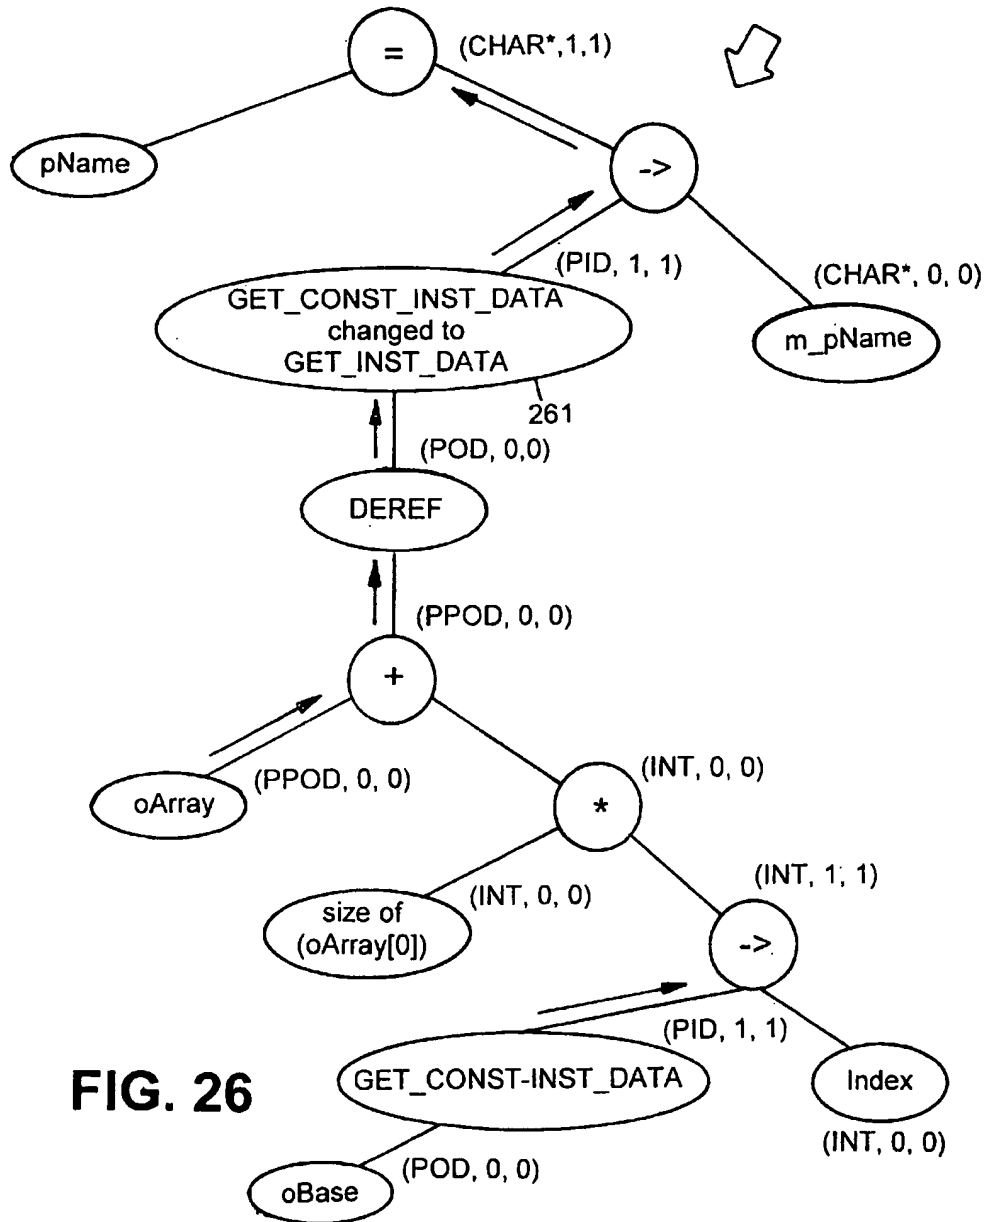 =
(CHAR*,1,1)
pName
->
(PID, 1, 1)
(CHAR*, 0, 0)
GET_CONST_INST_DATA
changed to
GET_INST_DATA
m_pName
261
(POD, 0,0)
DEREF
(PPOD, 0, 0)
+
(PPOD, 0, 0)
oArray
(INT, 0, 0)
*
(INT, 0, 0)
size of
(oArray[0])
(INT, 1, 1)
->
(PID, 1, 1)
GET_CONST-INST_DATA
Index
(INT, 0, 0)
(POD, 0, 0)
oBase
FIG. 26